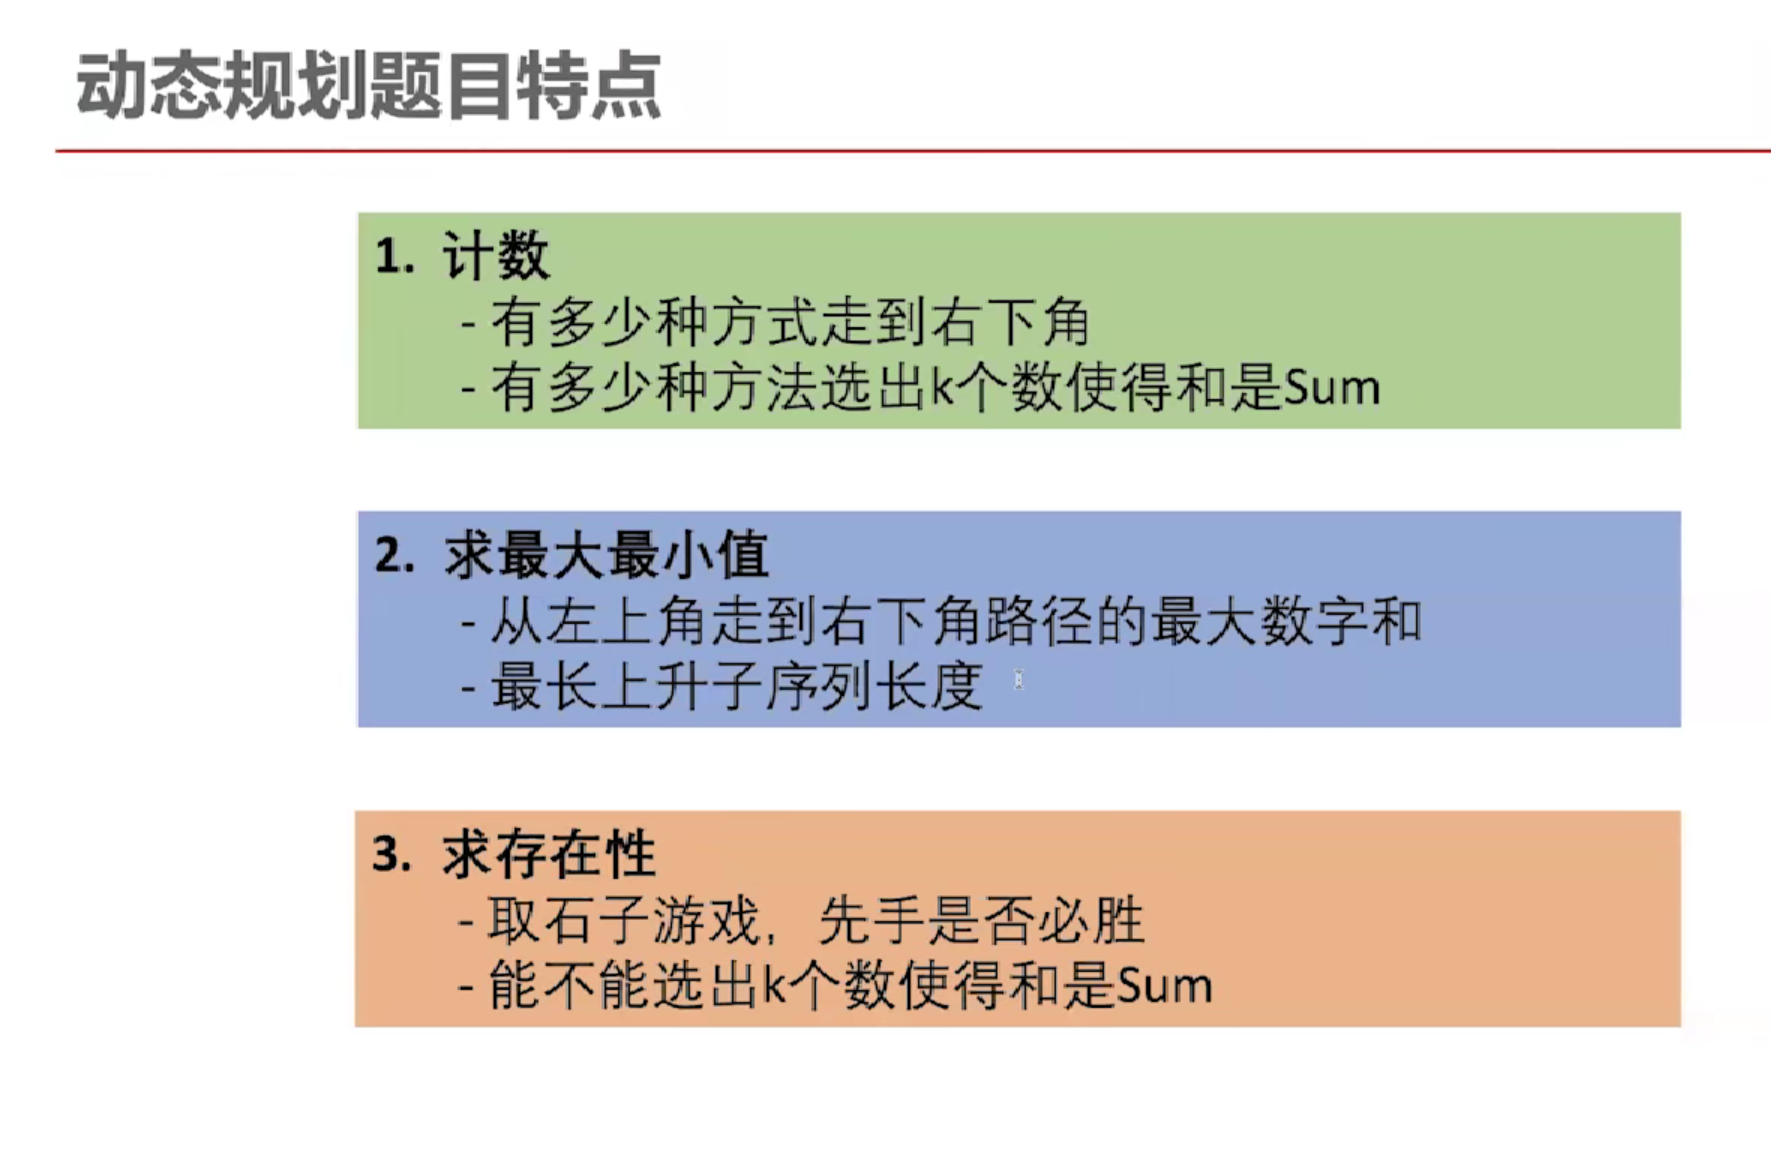 动态规划题目特点
1. 计数
- 有多少种方式走到右下角
- 有多少种方法选出k个数使得和是Sum
2. 求最大最小值
- 从左上角走到右下角路径的最大数字和
- 最长上升子序列长度
3. 求存在性
- 取石子游戏，先手是否必胜
- 能不能选出k个数使得和是Sum